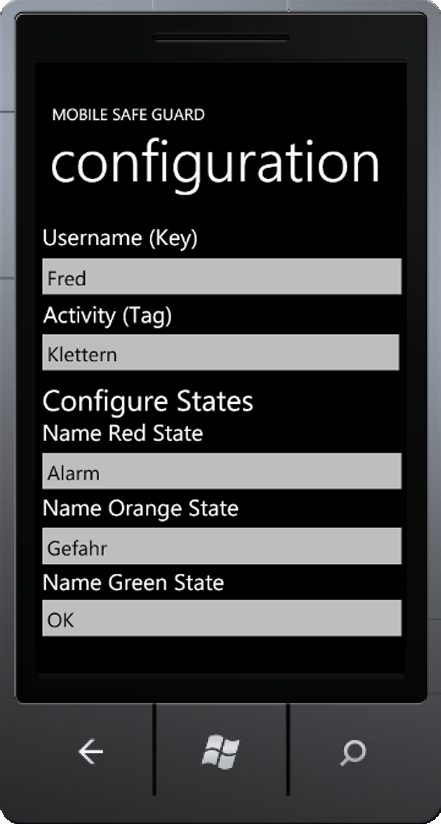 MOBILE SAFE GUARD
configuration
Username (Key)
Fred
Activity (Tag)
Klettern
Configure States
Name Red State
Alarm
Name Orange State
Gefahr
Name Green State
OK